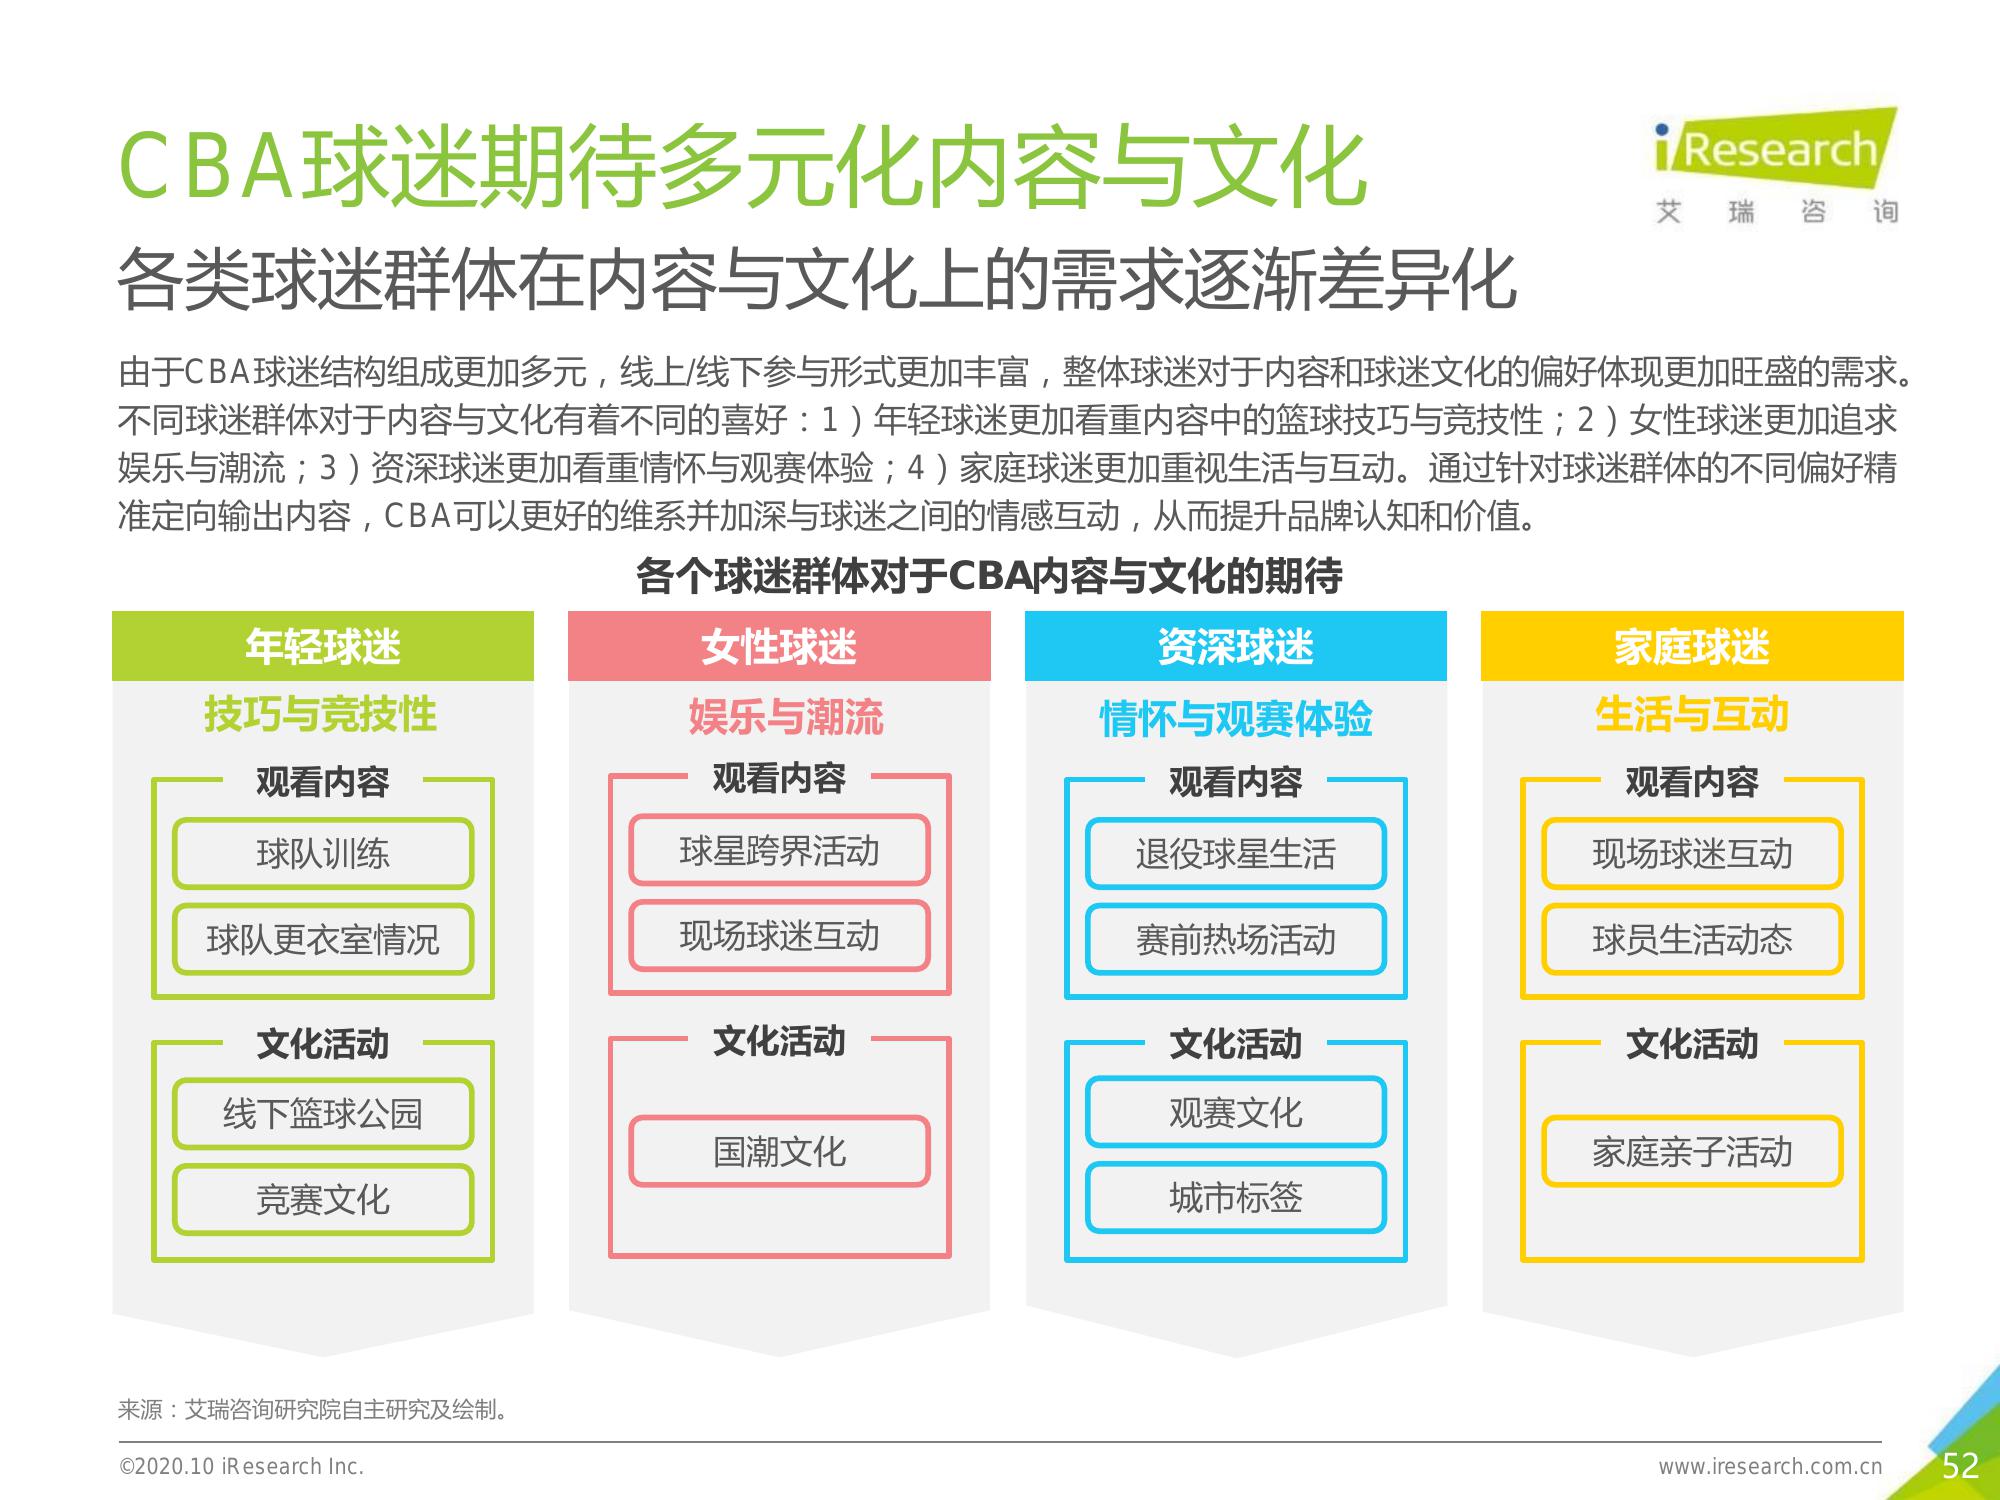 CBA球迷期待多元化内容与文化
iResearch
艾瑞咨询
各类球迷群体在内容与文化上的需求逐渐差异化
由于CBA球迷结构组成更加多元，线上/线下参与形式更加丰富，整体球迷对于内容和球迷文化的偏好体现更加旺盛的需求。
不同球迷群体对于内容与文化有着不同的喜好：1）年轻球迷更加看重内容中的篮球技巧与竞技性；2）女性球迷更加追求
娱乐与潮流；3）资深球迷更加看重情怀与观赛体验；4）家庭球迷更加重视生活与互动。通过针对球迷群体的不同偏好精
准定向输出内容，CBA可以更好的维系并加深与球迷之间的情感互动，从而提升品牌认知和价值。
各个球迷群体对于CBA内容与文化的期待
年轻球迷
技巧与竞技性
观看内容
球队训练
球队更衣室情况
文化活动
线下篮球公园
竞赛文化
女性球迷
娱乐与潮流
观看内容
球星跨界活动
现场球迷互动
文化活动
国潮文化
资深球迷
情怀与观赛体验
观看内容
退役球星生活
赛前热场活动
文化活动
观赛文化
城市标签
家庭球迷
生活与互动
观看内容
现场球迷互动
球员生活动态
文化活动
家庭亲子活动
来源：艾瑞咨询研究院自主研究及绘制。
©2020.10 iResearch Inc.
www.iresearch.com.cn
52